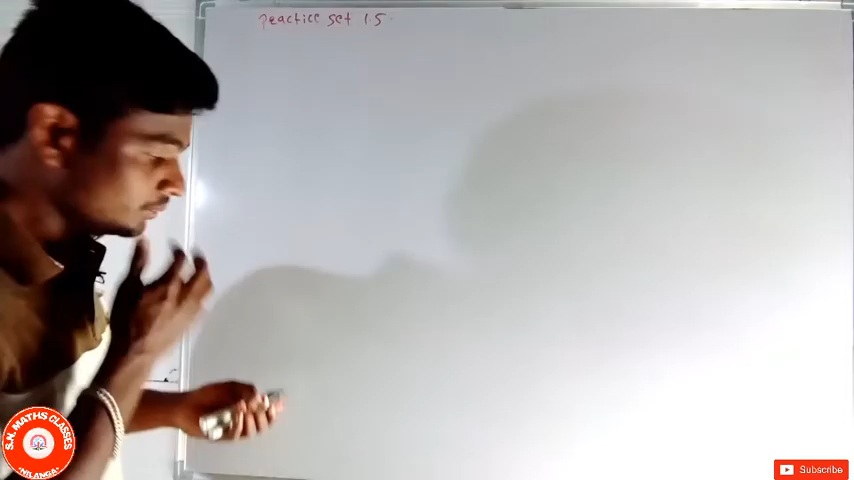 Practice set 1.5.
S.N. MATHS CLASSES
NILANGA
Subscribe